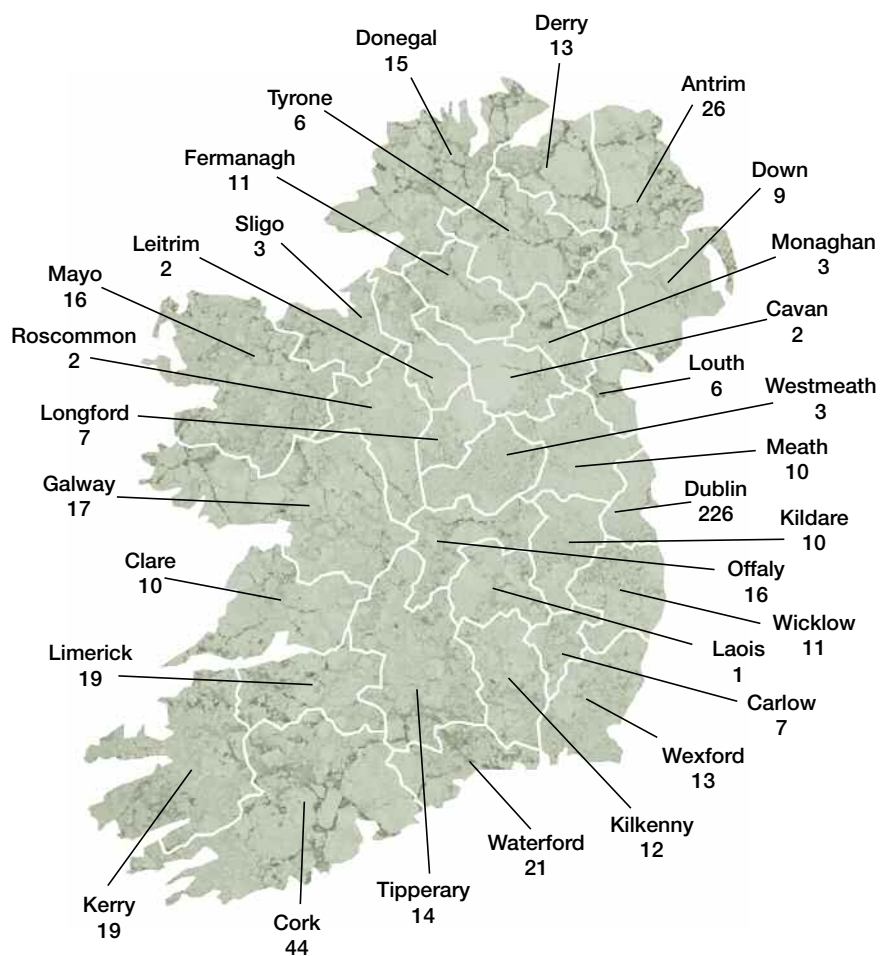 Derry
13
Donegal
15
Antrim
26
Tyrone
6
Fermanagh
11
Down
9
Sligo
3
Leitrim
2
Monaghan
3
Mayo
16
Cavan
2
Roscommon
2
Louth
6
Westmeath
3
Longford
7
Meath
10
Galway
17
Dublin
226
Kildare
10
Clare
10
Offaly
16
Wicklow
11
Limerick
19
Laois
1
Carlow
7
Wexford
13
Kilkenny
12
Waterford
21
Tipperary
14
Kerry
19
Cork
44